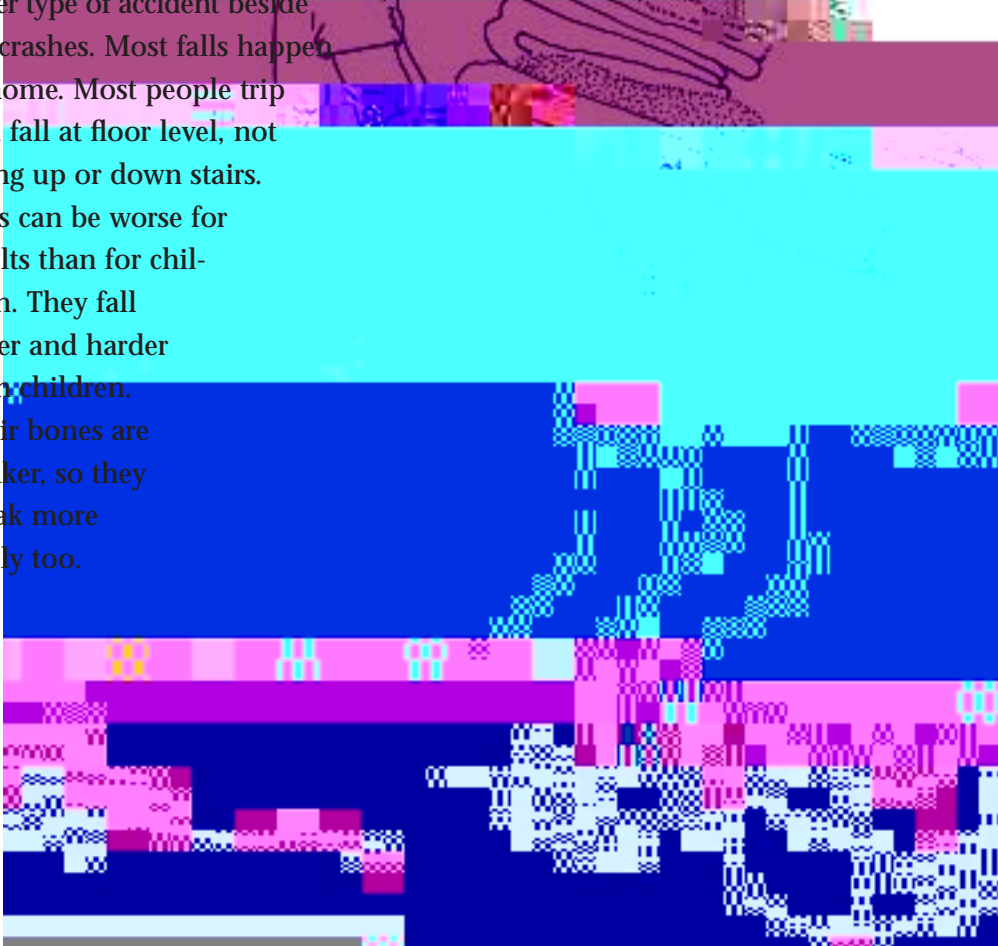 er type of accident beside
crashes. Most falls happen
ome. Most people trip
fall at floor level, not
ng up or down stairs.
s can be worse for
lts than for chil-
n. They fall
er and harder
n children.
ir bones are
ker, so they
ak more
ly too.